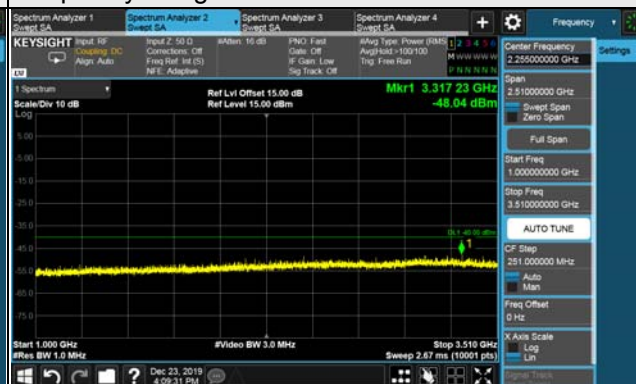 Spectrum Analyzer 1
Swept SA
Spectrum Analyzer 2
Swept SA
Spectrum Analyzer 3
Swept SA
Spectrum Analyzer 4
Swept SA
+
Frequency
KEYSIGHT
Input: RF
Coupling: DC
Align: Auto
Input Z: 50 Ω
Corrections: Off
Freq Ref: Int (S)
NFE: Adaptive
#Atten: 16 dB
PNO: Fast
Gate: Off
IF Gain: Low
Sig Track: Off
#Avg Type: Power (RMS)
Avg|Hold:>100/100
Trig: Free Run
1 2 3 4 5 6
M W W W W W
P N N N N N
Center Frequency
2.255000000 GHz
Settings
Span
2.51000000 GHz
Swept Span
Zero Span
Full Span
Start Freq
1.000000000 GHz
Stop Freq
3.510000000 GHz
AUTO TUNE
CF Step
251.000000 MHz
Auto
Man
Freq Offset
0 Hz
X Axis Scale
Log
Lin
Signal Track
LXI
1 Spectrum
Scale/Div 10 dB
Log
Ref Lvl Offset 15.00 dB
Ref Level 15.00 dBm
Mkr1 3.317 23 GHz
-48.04 dBm
5.00
-5.00
-15.0
-25.0
-35.0
-45.0
-55.0
-65.0
-75.0
DL1 -40.00 dBm
1
Start 1.000 GHz
#Res BW 1.0 MHz
#Video BW 3.0 MHz
Stop 3.510 GHz
Sweep 2.67 ms (10001 pts)
?
Dec 23, 2019
4:09:31 PM